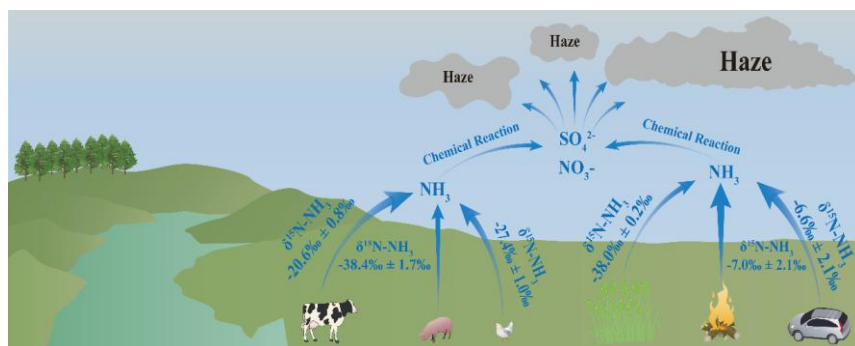 Haze
Haze
Haze
Chemical Reaction
Chemical Reaction
SO₄²⁻
NO₃-
NH₃
NH₃
δ¹⁵N-NH₃
-20.6‰ ± 0.8‰
δ¹⁵N-NH₃
-38.4‰ ± 1.7‰
δ¹⁵N-NH₃
-27.4‰ ± 1.0‰
δ¹⁵N-NH₃
-38.0‰ ± 0.2‰
δ¹⁵N-NH₃
-7.0‰ ± 2.1‰
δ¹⁵N-NH₃
-6.6‰ ± 2.1‰